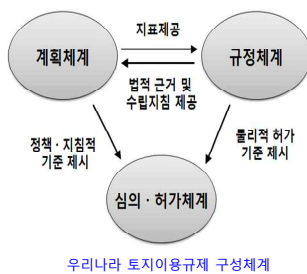 지표제공
계획체계
규정체계
법적 근거 및
수립지침 제공
정책·지침적
기준 제시
물리적 허가
기준 제시
심의·허가체계
우리나라 토지이용규제 구성체계